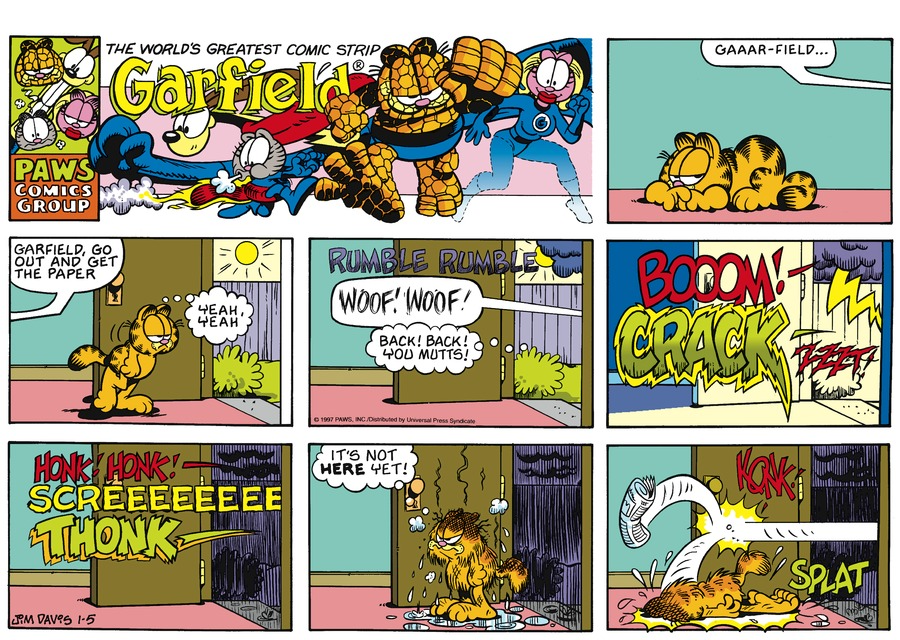 THE WORLD'S GREATEST COMIC STRIP
Garfield®
PAWS
COMICS
GROUP
G
GAAAR-FIELD...
GARFIELD, GO
OUT AND GET
THE PAPER
YEAH,
YEAH
RUMBLE RUMBLE
WOOF! WOOF!
BACK! BACK!
YOU MUTTS!
© 1997 PAWS, INC./Distributed by Universal Press Syndicate
BOOOM!
CRACK
ZZZZT!
HONK! HONK!
SCREEEEEEEEE
THONK
JIM DAVIS 1-5
IT'S NOT
HERE YET!
KONK!
SPLAT